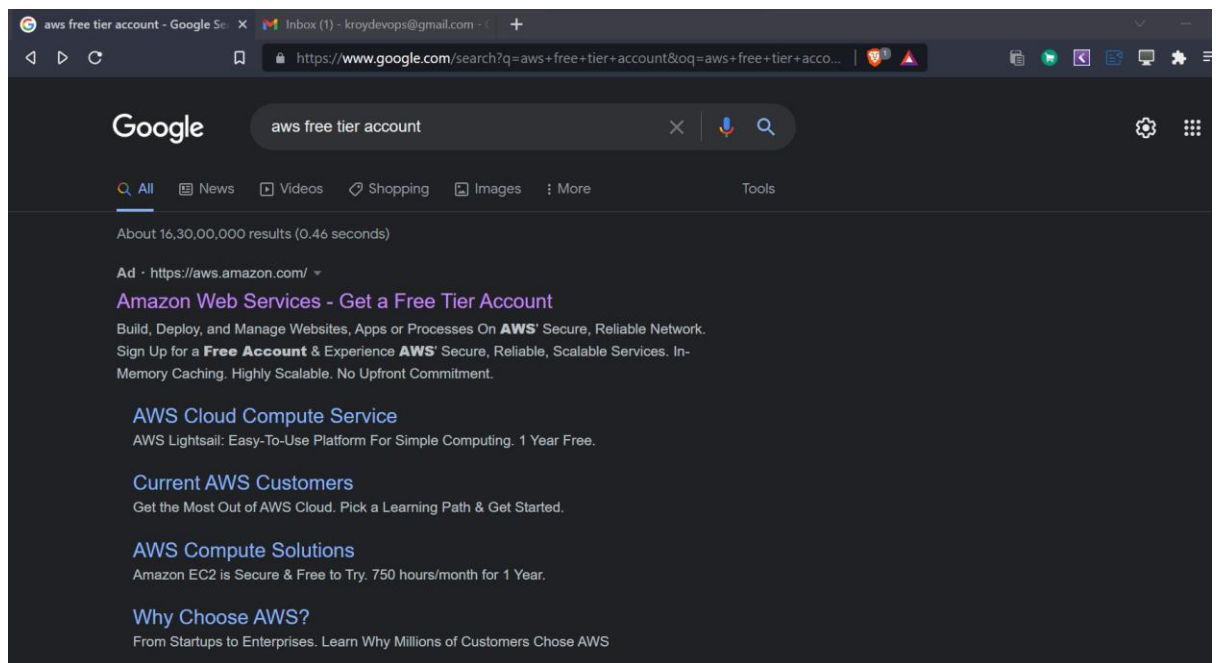 aws free tier account - Google Se
Inbox (1) - kroydevops@gmail.com -
https://www.google.com/search?q=aws+free+tier+account&oq=aws+free+tier+acco...
Google
aws free tier account
All
News
Videos
Shopping
Images
More
Tools
About 16,30,00,000 results (0.46 seconds)
Ad · https://aws.amazon.com/
Amazon Web Services - Get a Free Tier Account
Build, Deploy, and Manage Websites, Apps or Processes On AWS' Secure, Reliable Network.
Sign Up for a Free Account & Experience AWS' Secure, Reliable, Scalable Services. In-
Memory Caching. Highly Scalable. No Upfront Commitment.
AWS Cloud Compute Service
AWS Lightsail: Easy-To-Use Platform For Simple Computing. 1 Year Free.
Current AWS Customers
Get the Most Out of AWS Cloud. Pick a Learning Path & Get Started.
AWS Compute Solutions
Amazon EC2 is Secure & Free to Try. 750 hours/month for 1 Year.
Why Choose AWS?
From Startups to Enterprises. Learn Why Millions of Customers Chose AWS